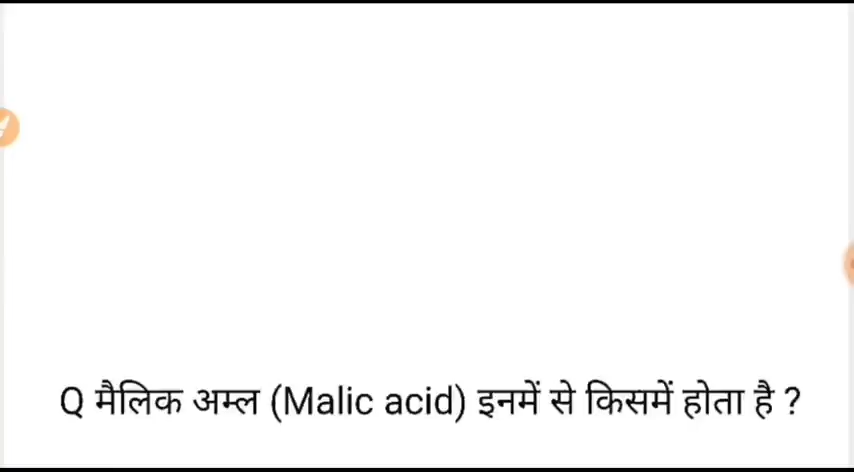 Q मैलिक अम्ल (Malic acid) इनमें से किसमें होता है ?